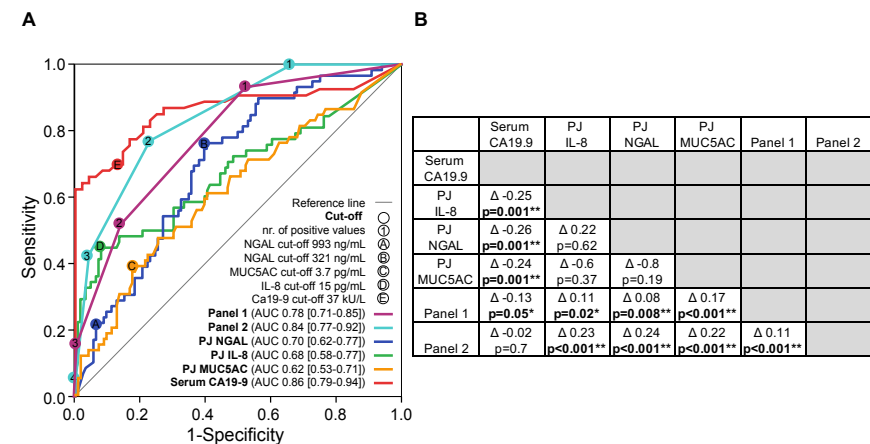 A
B
1.0
0.8
0.6
0.4
0.2
0.0
Sensitivity
0.0
0.2
0.4
0.6
0.8
1.0
1-Specificity
1
1
2
B
E
2
3
D
C
A
3
4
Reference line
Cut-off
nr. of positive values 1
NGAL cut-off 993 ng/mL A
NGAL cut-off 321 ng/mL B
MUC5AC cut-off 3.7 pg/mL C
IL-8 cut-off 15 pg/mL D
Ca19-9 cut-off 37 kU/L E
Panel 1 (AUC 0.78 [0.71-0.85])
Panel 2 (AUC 0.84 [0.77-0.92])
PJ NGAL (AUC 0.70 [0.62-0.77])
PJ IL-8 (AUC 0.68 [0.58-0.77])
PJ MUC5AC (AUC 0.62 [0.53-0.71])
Serum CA19-9 (AUC 0.86 [0.79-0.94])
Serum CA19.9 PJ IL-8 PJ NGAL PJ MUC5AC Panel 1 Panel 2
Serum CA19.9
PJ IL-8 Δ -0.25 p=0.001**
PJ NGAL Δ -0.26 p=0.001** Δ 0.22 p=0.62
PJ MUC5AC Δ -0.24 p=0.001** Δ -0.6 p=0.37 Δ -0.8 p=0.19
Panel 1 Δ -0.13 p=0.05* Δ 0.11 p=0.02* Δ 0.08 p=0.008** Δ 0.17 p<0.001**
Panel 2 Δ -0.02 p=0.7 Δ 0.23 p<0.001** Δ 0.24 p<0.001** Δ 0.22 p<0.001** Δ 0.11 p<0.001**